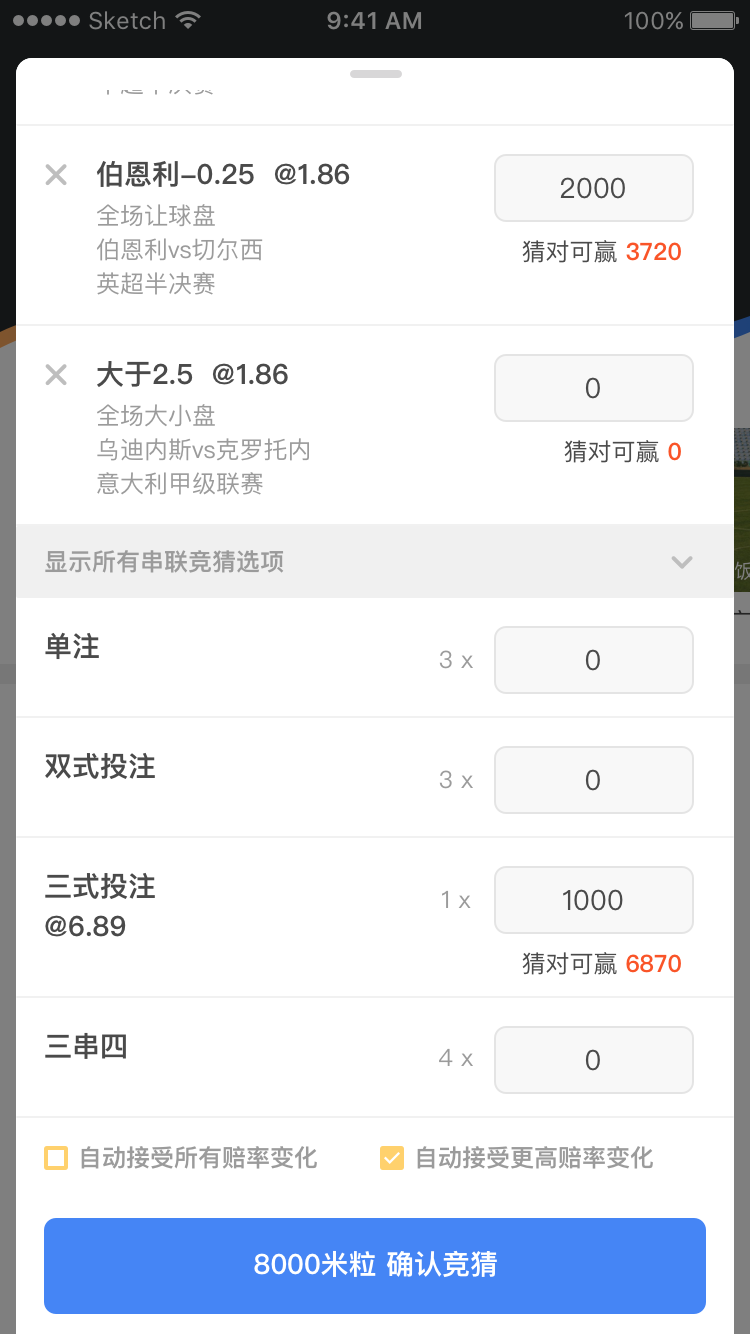 Sketch 9:41 AM 100%
伯恩利-0.25 @1.86
2000
全场让球盘
猜对可赢 3720
伯恩利vs切尔西
英超半决赛
大于2.5 @1.86
0
全场大小盘
猜对可赢 0
乌迪内斯vs克罗托内
意大利甲级联赛
显示所有串联竞猜选项
单注 3 x 0
双式投注 3 x 0
三式投注 1 x 1000
@6.89
猜对可赢 6870
三串四 4 x 0
自动接受所有赔率变化 自动接受更高赔率变化
8000米粒 确认竞猜